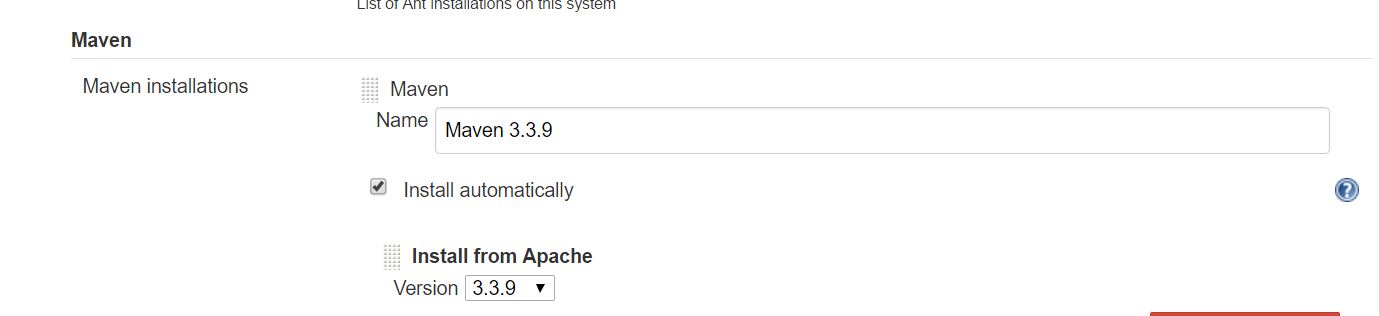 List of Ant installations on this system
Maven
Maven installations
Maven
Name
Maven 3.3.9
Install automatically
?
Install from Apache
Version 3.3.9